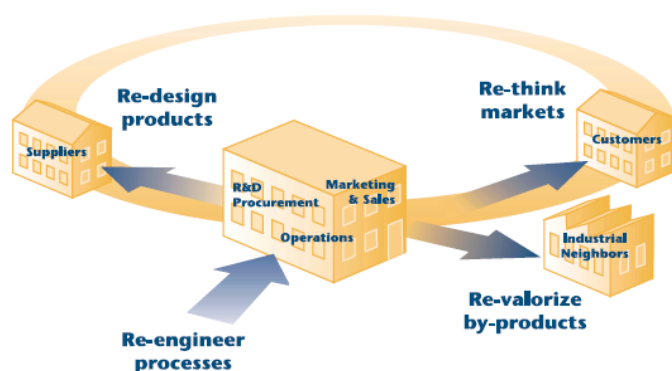 Re-design
products
Re-think
markets
Suppliers
Customers
R&D
Procurement
Marketing
& Sales
Operations
Industrial
Neighbors
Re-valorize
by-products
Re-engineer
processes